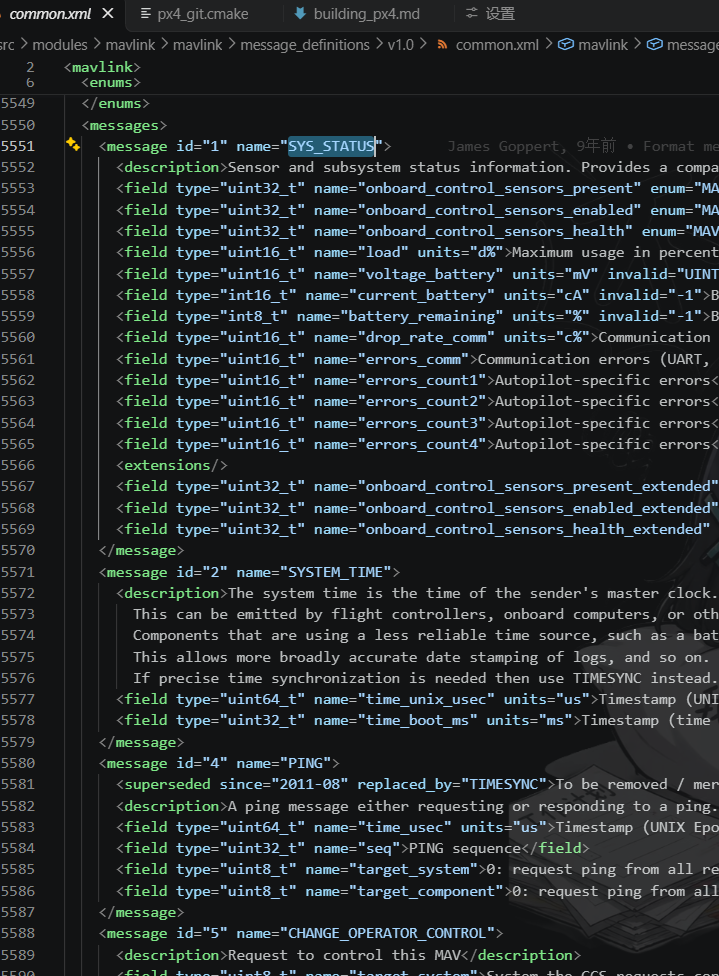 common.xml px4_git.cmake building_px4.md 设置
src > modules > mavlink > mavlink > message_definitions > v1.0 > common.xml > mavlink > message
2 <mavlink>
6 <enums>
5549 </enums>
5550 <messages>
5551 <message id="1" name="SYS_STATUS"> James Goppert, 9年前 • Format me
5552 <description>Sensor and subsystem status information. Provides a compa
5553 <field type="uint32_t" name="onboard_control_sensors_present" enum="MA
5554 <field type="uint32_t" name="onboard_control_sensors_enabled" enum="MA
5555 <field type="uint32_t" name="onboard_control_sensors_health" enum="MAV
5556 <field type="uint16_t" name="load" units="d%">Maximum usage in percent
5557 <field type="uint16_t" name="voltage_battery" units="mV" invalid="UINT
5558 <field type="int16_t" name="current_battery" units="cA" invalid="-1">B
5559 <field type="int8_t" name="battery_remaining" units="%" invalid="-1">B
5560 <field type="uint16_t" name="drop_rate_comm" units="c%">Communication
5561 <field type="uint16_t" name="errors_comm">Communication errors (UART,
5562 <field type="uint16_t" name="errors_count1">Autopilot-specific errors<
5563 <field type="uint16_t" name="errors_count2">Autopilot-specific errors<
5564 <field type="uint16_t" name="errors_count3">Autopilot-specific errors<
5565 <field type="uint16_t" name="errors_count4">Autopilot-specific errors<
5566 <extensions/>
5567 <field type="uint32_t" name="onboard_control_sensors_present_extended"
5568 <field type="uint32_t" name="onboard_control_sensors_enabled_extended"
5569 <field type="uint32_t" name="onboard_control_sensors_health_extended"
5570 </message>
5571 <message id="2" name="SYSTEM_TIME">
5572 <description>The system time is the time of the sender's master clock.
5573 This can be emitted by flight controllers, onboard computers, or oth
5574 Components that are using a less reliable time source, such as a bat
5575 This allows more broadly accurate date stamping of logs, and so on.
5576 If precise time synchronization is needed then use TIMESYNC instead.
5577 <field type="uint64_t" name="time_unix_usec" units="us">Timestamp (UNI
5578 <field type="uint32_t" name="time_boot_ms" units="ms">Timestamp (time
5579 </message>
5580 <message id="4" name="PING">
5581 <superseded since="2011-08" replaced_by="TIMESYNC">To be removed / mer
5582 <description>A ping message either requesting or responding to a ping.
5583 <field type="uint64_t" name="time_usec" units="us">Timestamp (UNIX Epo
5584 <field type="uint32_t" name="seq">PING sequence</field>
5585 <field type="uint8_t" name="target_system">0: request ping from all re
5586 <field type="uint8_t" name="target_component">0: request ping from all
5587 </message>
5588 <message id="5" name="CHANGE_OPERATOR_CONTROL">
5589 <description>Request to control this MAV</description>
5590 <field type="uint8_t" name="target_system">System the GCS requests con